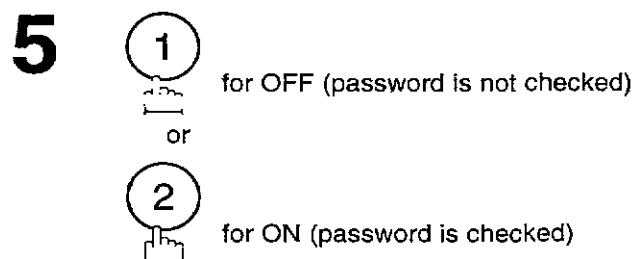 5
1
for OFF (password is not checked)
or
2
for ON (password is checked)